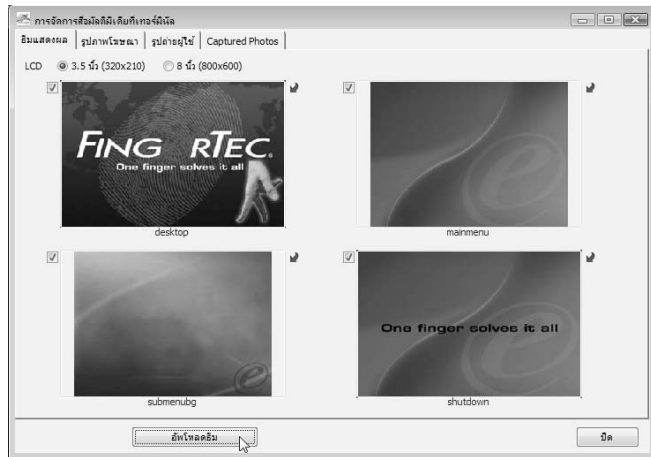 การจัดการสื่อมัลติมีเดียที่เทอร์มินัล
ธีมแสดงผล รูปภาพโฆษณา รูปถ่ายผู้ใช้ Captured Photos
LCD 3.5 นิ้ว (320x210) 8 นิ้ว (800x600)
FING RTEC
One finger solves it all
desktop
mainmenu
One finger solves it all
submenubg
shutdown
อัพโหลดธีม
ปิด